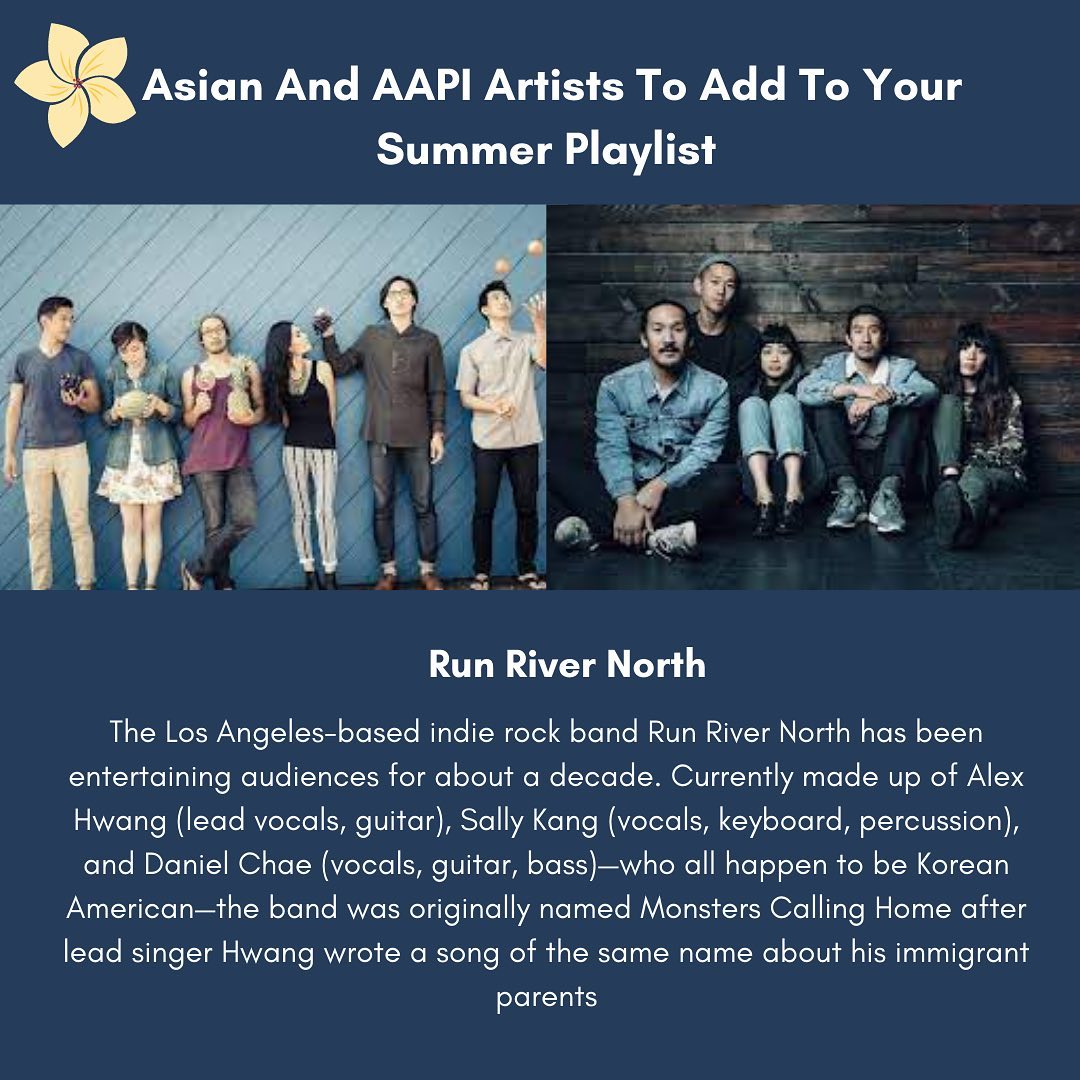 Asian And AAPI Artists To Add To Your
Summer Playlist
Run River North
The Los Angeles-based indie rock band Run River North has been
entertaining audiences for about a decade. Currently made up of Alex
Hwang (lead vocals, guitar), Sally Kang (vocals, keyboard, percussion),
and Daniel Chae (vocals, guitar, bass)—who all happen to be Korean
American—the band was originally named Monsters Calling Home after
lead singer Hwang wrote a song of the same name about his immigrant
parents